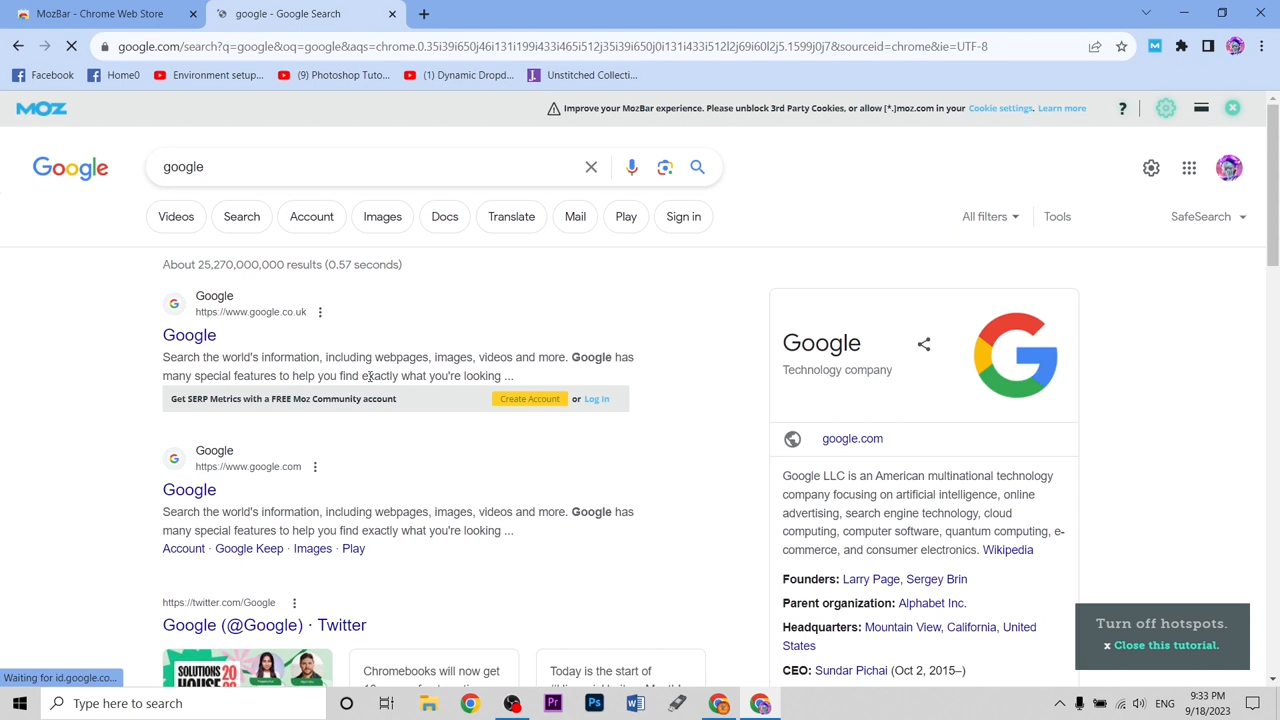 MozBar - Chrome Web Store
google - Google Search
google.com/search?q=google&oq=google&aqs=chrome.0.35i39i650j46i131i199i433i465i512j35i39i650j0i131i433i512l2j69i60l2j5.1599j0j7&sourceid=chrome&ie=UTF-8
Facebook
Home0
Environment setup...
(9) Photoshop Tuto...
(1) Dynamic Dropd...
Unstitched Collecti...
MOZ
Improve your MozBar experience. Please unblock 3rd Party Cookies, or allow [*.]moz.com in your Cookie settings. Learn more
?
Google
google
Videos
Search
Account
Images
Docs
Translate
Mail
Play
Sign in
All filters
Tools
SafeSearch
About 25,270,000,000 results (0.57 seconds)
Google
https://www.google.co.uk
Google
Search the world's information, including webpages, images, videos and more. Google has
many special features to help you find exactly what you're looking ...
Get SERP Metrics with a FREE Moz Community account
Create Account or Log In
Google
https://www.google.com
Google
Search the world's information, including webpages, images, videos and more. Google has
many special features to help you find exactly what you're looking ...
Account · Google Keep · Images · Play
https://twitter.com/Google
Google (@Google) · Twitter
SOLUTIONS
HOUSE
Chromebooks will now get
Today is the start of
Google
Technology company
google.com
Google LLC is an American multinational technology
company focusing on artificial intelligence, online
advertising, search engine technology, cloud
computing, computer software, quantum computing, e-
commerce, and consumer electronics. Wikipedia
Founders: Larry Page, Sergey Brin
Parent organization: Alphabet Inc.
Headquarters: Mountain View, California, United
States
CEO: Sundar Pichai (Oct 2, 2015–)
Turn off hotspots.
x Close this tutorial.
Waiting for id.google.co...
Type here to search
Pr
Ps
W
ENG
9:33 PM
9/18/2023